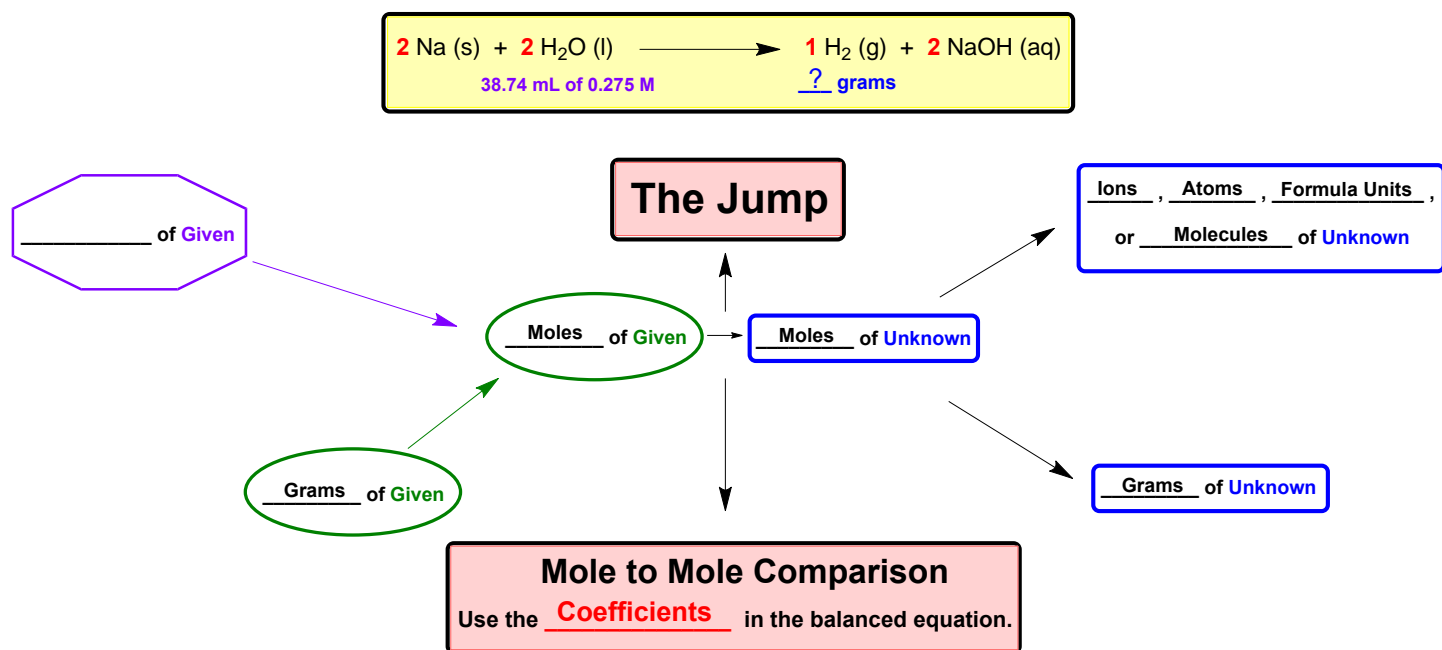 2 Na (s) + 2 H₂O (l) 1 H₂ (g) + 2 NaOH (aq)
38.74 mL of 0.275 M ? grams
The Jump
Ions , Atoms , Formula Units ,
or Molecules of Unknown
____________ of Given
Moles of Given
Moles of Unknown
Grams of Given
Grams of Unknown
Mole to Mole Comparison
Use the Coefficients in the balanced equation.